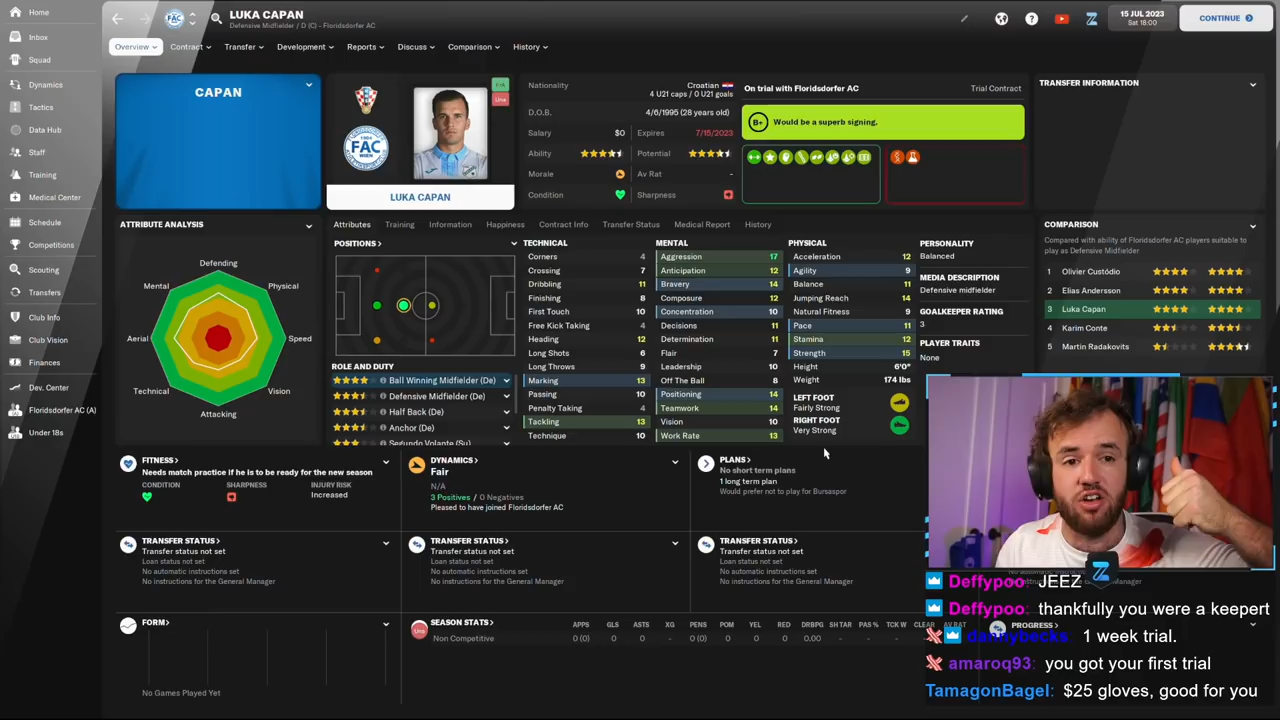 Home
Inbox
Squad
Dynamics
Tactics
Data Hub
Staff
Training
Medical Center
Schedule
Competitions
Scouting
Transfers
Club Info
Club Vision
Finances
Dev. Center
Floridsdorfer AC (A)
Under 18s
FAC
LUKA CAPAN
Defensive Midfielder / D (C) - Floridsdorfer AC
15 JUL 2023
Sat 18:00
CONTINUE
Overview
Contract
Transfer
Development
Reports
Discuss
Comparison
History
CAPAN
1904
FAC
WIEN
F/A
Una
LUKA CAPAN
Nationality
Croatian
4 U21 caps / 0 U21 goals
D.O.B.
4/6/1995 (28 years old)
Salary
$0
Expires
7/15/2023
Ability
Potential
Morale
Av Rat
-
Condition
Sharpness
On trial with Floridsdorfer AC
Trial Contract
B+
Would be a superb signing.
TRANSFER INFORMATION
ATTRIBUTE ANALYSIS
Defending
Mental
Physical
Aerial
Speed
Technical
Vision
Attacking
Attributes
Training
Information
Happiness
Contract Info
Transfer Status
Medical Report
History
POSITIONS
ROLE AND DUTY
Ball Winning Midfielder (De)
Defensive Midfielder (De)
Half Back (De)
Anchor (De)
Segundo Volante (Su)
TECHNICAL
Corners 4
Crossing 7
Dribbling 11
Finishing 8
First Touch 10
Free Kick Taking 4
Heading 12
Long Shots 6
Long Throws 9
Marking 13
Passing 10
Penalty Taking 4
Tackling 13
Technique 10
MENTAL
Aggression 17
Anticipation 12
Bravery 14
Composure 12
Concentration 10
Decisions 11
Determination 11
Flair 7
Leadership 10
Off The Ball 8
Positioning 14
Teamwork 14
Vision 10
Work Rate 13
PHYSICAL
Acceleration 12
Agility 9
Balance 11
Jumping Reach 14
Natural Fitness 9
Pace 11
Stamina 12
Strength 15
Height 6'0"
Weight 174 lbs
LEFT FOOT
Fairly Strong
RIGHT FOOT
Very Strong
PERSONALITY
Balanced
MEDIA DESCRIPTION
Defensive midfielder
GOALKEEPER RATING
3
PLAYER TRAITS
None
COMPARISON
Compared with ability of Floridsdorfer AC players suitable to
play as Defensive Midfielder
1 Olivier Custódio
2 Elias Andersson
3 Luka Capan
4 Karim Conte
5 Martin Radakovits
FITNESS
Needs match practice if he is to be ready for the new season
CONDITION
SHARPNESS
INJURY RISK
Increased
DYNAMICS
Fair
N/A
3 Positives / 0 Negatives
Pleased to have joined Floridsdorfer AC
PLANS
No short term plans
1 long term plan
Would prefer not to play for Bursaspor
TRANSFER STATUS
Transfer status not set
Loan status not set
No automatic instructions set
No instructions for the General Manager
TRANSFER STATUS
Transfer status not set
Loan status not set
No automatic instructions set
No instructions for the General Manager
TRANSFER STATUS
Transfer status not set
Loan status not set
No automatic instructions set
No instructions for the General Manager
FORM
No Games Played Yet
SEASON STATS
APPS GLS ASTS XG PENS POM YEL RED DRBPG SH TAR PAS % TCK W CLEAR AV RAT
Una
Non Competitive
0 (0) 0 0 - 0 (0) 0 0 0 0.00 - - - - -
PROGRESS
Deffypoo: JEEZ
Deffypoo: thankfully you were a keepert
dannybecks: 1 week trial.
amaroq93: you got your first trial
TamagonBagel: $25 gloves, good for you